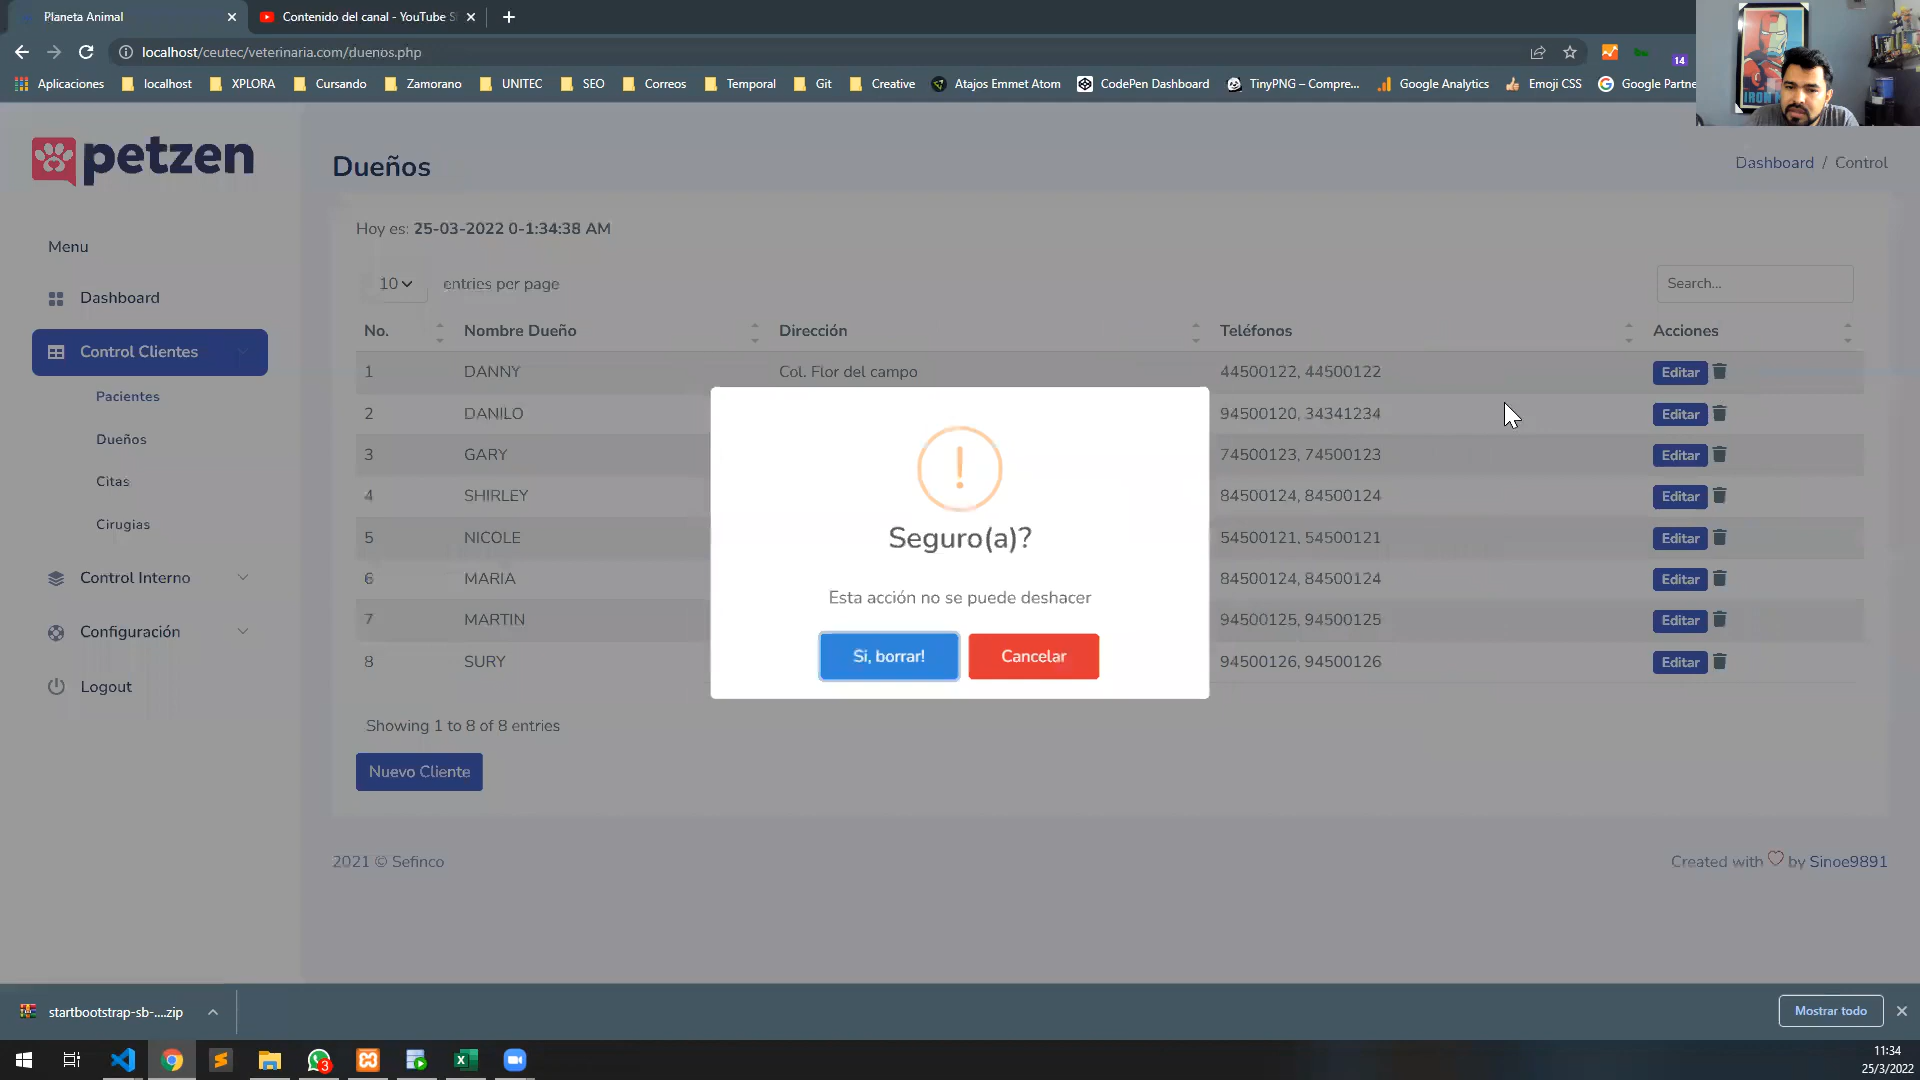 Planeta Animal
Contenido del canal - YouTube S
localhost/ceutec/veterinaria.com/duenos.php
14
Aplicaciones
localhost
XPLORA
Cursando
Zamorano
UNITEC
SEO
Correos
Temporal
Git
Creative
Atajos Emmet Atom
CodePen Dashboard
TinyPNG – Compre...
Google Analytics
Emoji CSS
Google Partne
IRON
petzen
Dueños
Dashboard / Control
Hoy es: 25-03-2022 0-1:34:38 AM
Menu
Dashboard
Control Clientes
Pacientes
Dueños
Citas
Cirugias
Control Interno
Configuración
Logout
10 entries per page
Search...
No. Nombre Dueño Dirección Teléfonos Acciones
1 DANNY Col. Flor del campo 44500122, 44500122 Editar
2 DANILO 94500120, 34341234 Editar
3 GARY 74500123, 74500123 Editar
4 SHIRLEY 84500124, 84500124 Editar
5 NICOLE 54500121, 54500121 Editar
6 MARIA 84500124, 84500124 Editar
7 MARTIN 94500125, 94500125 Editar
8 SURY 94500126, 94500126 Editar
!
Seguro(a)?
Esta acción no se puede deshacer
Si, borrar!
Cancelar
Showing 1 to 8 of 8 entries
Nuevo Cliente
2021 © Sefinco
Created with by Sinoe9891
startbootstrap-sb-....zip
Mostrar todo
3
11:34
25/3/2022